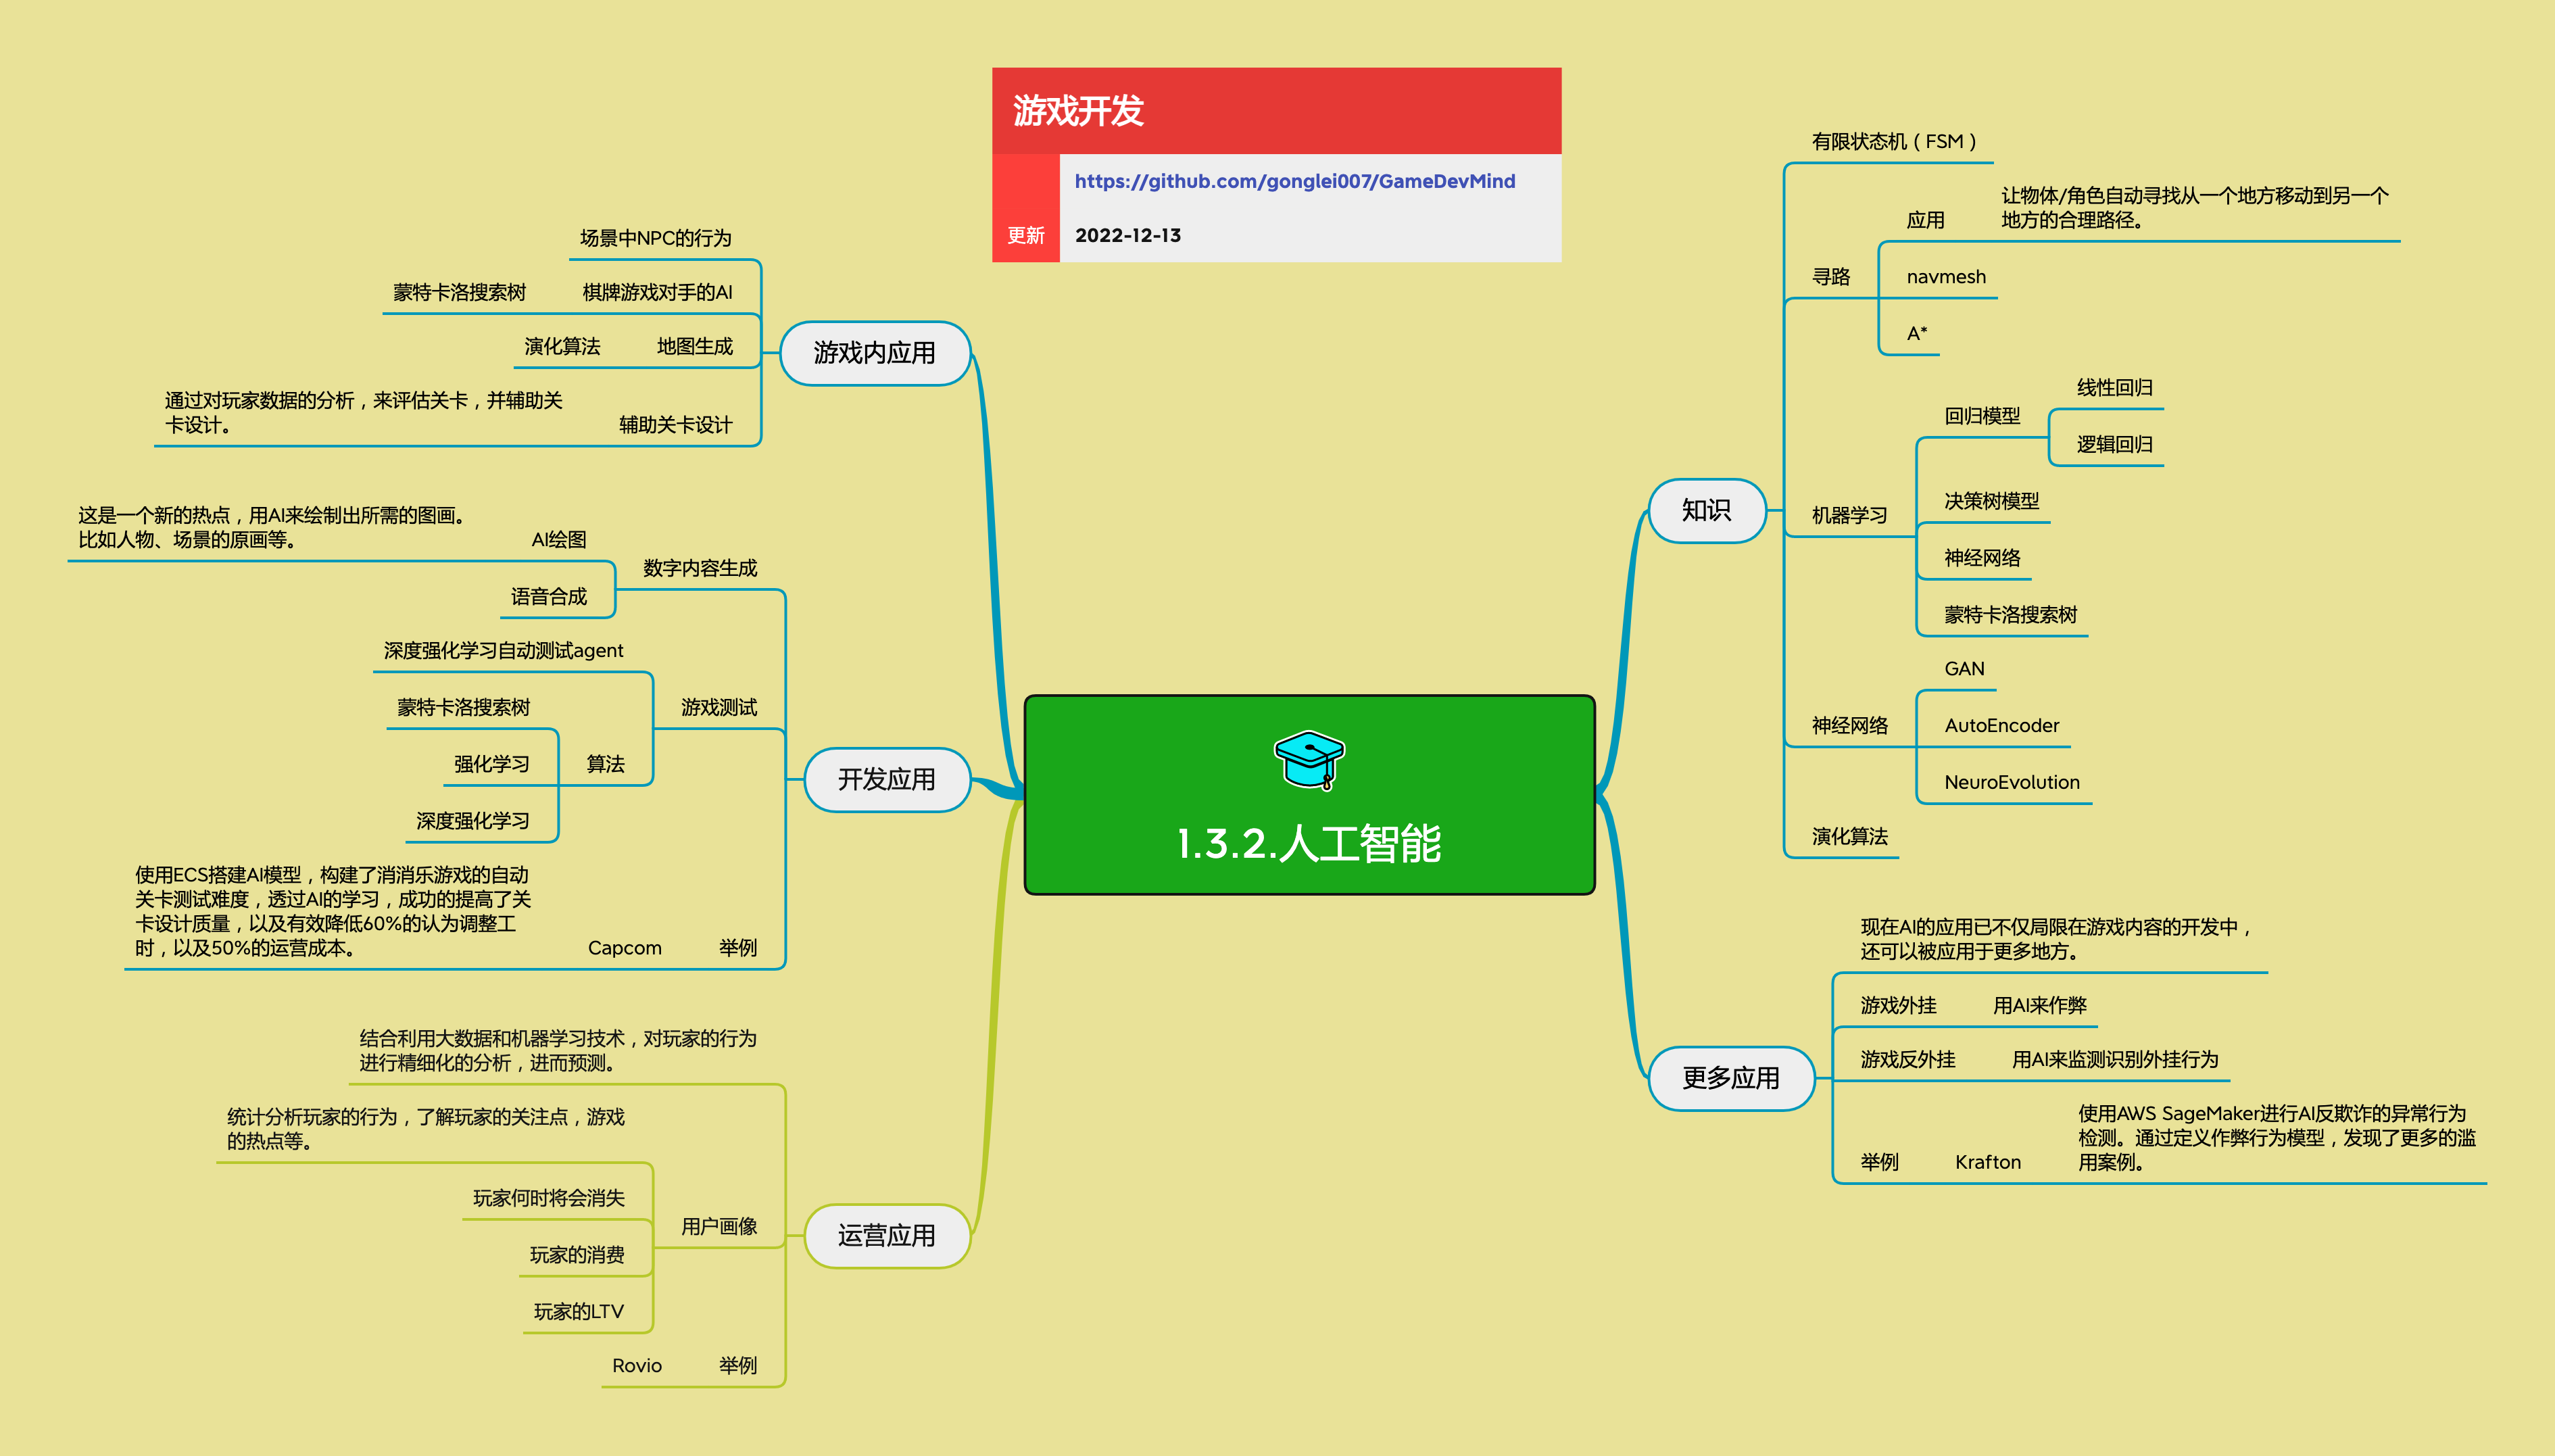 游戏开发
https://github.com/gonglei007/GameDevMind
更新 2022-12-13
1.3.2.人工智能
知识
有限状态机（FSM）
寻路
应用
让物体/角色自动寻找从一个地方移动到另一个
地方的合理路径。
navmesh
A*
机器学习
回归模型
线性回归
逻辑回归
决策树模型
神经网络
蒙特卡洛搜索树
神经网络
GAN
AutoEncoder
NeuroEvolution
演化算法
更多应用
现在AI的应用已不仅局限在游戏内容的开发中，
还可以被应用于更多地方。
游戏外挂 用AI来作弊
游戏反外挂 用AI来监测识别外挂行为
举例 Krafton
使用AWS SageMaker进行AI反欺诈的异常行为
检测。通过定义作弊行为模型，发现了更多的滥
用案例。
游戏内应用
场景中NPC的行为
棋牌游戏对手的AI
蒙特卡洛搜索树
地图生成
演化算法
辅助关卡设计
通过对玩家数据的分析，来评估关卡，并辅助关
卡设计。
开发应用
数字内容生成
AI绘图
这是一个新的热点，用AI来绘制出所需的图画。
比如人物、场景的原画等。
语音合成
游戏测试
深度强化学习自动测试agent
算法
蒙特卡洛搜索树
强化学习
深度强化学习
举例
Capcom
使用ECS搭建AI模型，构建了消消乐游戏的自动
关卡测试难度，透过AI的学习，成功的提高了关
卡设计质量，以及有效降低60%的认为调整工
时，以及50%的运营成本。
运营应用
结合利用大数据和机器学习技术，对玩家的行为
进行精细化的分析，进而预测。
用户画像
统计分析玩家的行为，了解玩家的关注点，游戏
的热点等。
玩家何时将会消失
玩家的消费
玩家的LTV
举例
Rovio